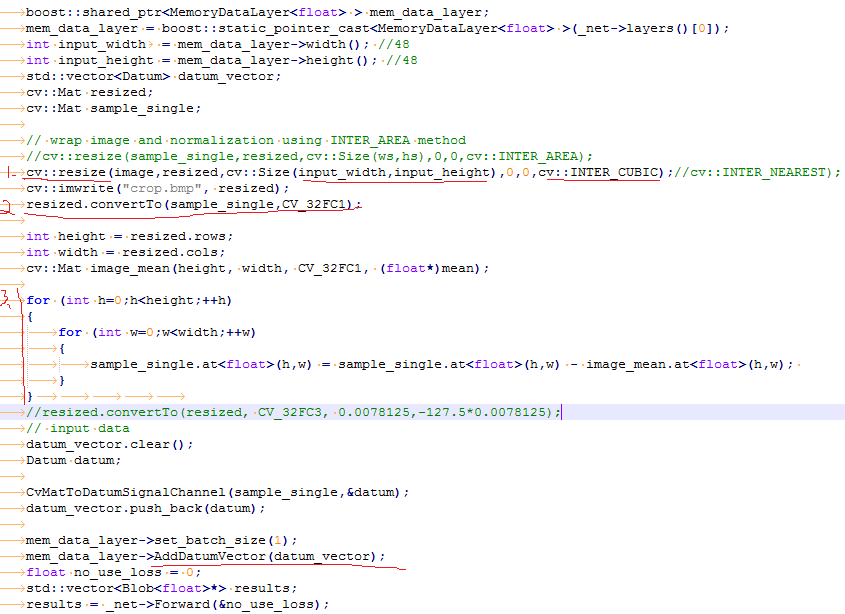 boost::shared_ptr<MemoryDataLayer<float> > mem_data_layer;
mem_data_layer = boost::static_pointer_cast<MemoryDataLayer<float> >(_net->layers()[0]);
int input_width = mem_data_layer->width(); //48
int input_height = mem_data_layer->height(); //48
std::vector<Datum> datum_vector;
cv::Mat resized;
cv::Mat sample_single;
// wrap image and normalization using INTER_AREA method
//cv::resize(sample_single,resized,cv::Size(ws,hs),0,0,cv::INTER_AREA);
1. cv::resize(image,resized,cv::Size(input_width,input_height),0,0,cv::INTER_CUBIC);//cv::INTER_NEAREST);
cv::imwrite("crop.bmp", resized);
2 resized.convertTo(sample_single,CV_32FC1);
int height = resized.rows;
int width = resized.cols;
cv::Mat image_mean(height, width, CV_32FC1, (float*)mean);
3. for (int h=0;h<height;++h)
{
for (int w=0;w<width;++w)
{
sample_single.at<float>(h,w) = sample_single.at<float>(h,w) - image_mean.at<float>(h,w);
}
}
//resized.convertTo(resized, CV_32FC3, 0.0078125,-127.5*0.0078125);
// input data
datum_vector.clear();
Datum datum;
CvMatToDatumSignalChannel(sample_single,&datum);
datum_vector.push_back(datum);
mem_data_layer->set_batch_size(1);
mem_data_layer->AddDatumVector(datum_vector);
float no_use_loss = 0;
std::vector<Blob<float>*> results;
results = _net->Forward(&no_use_loss);